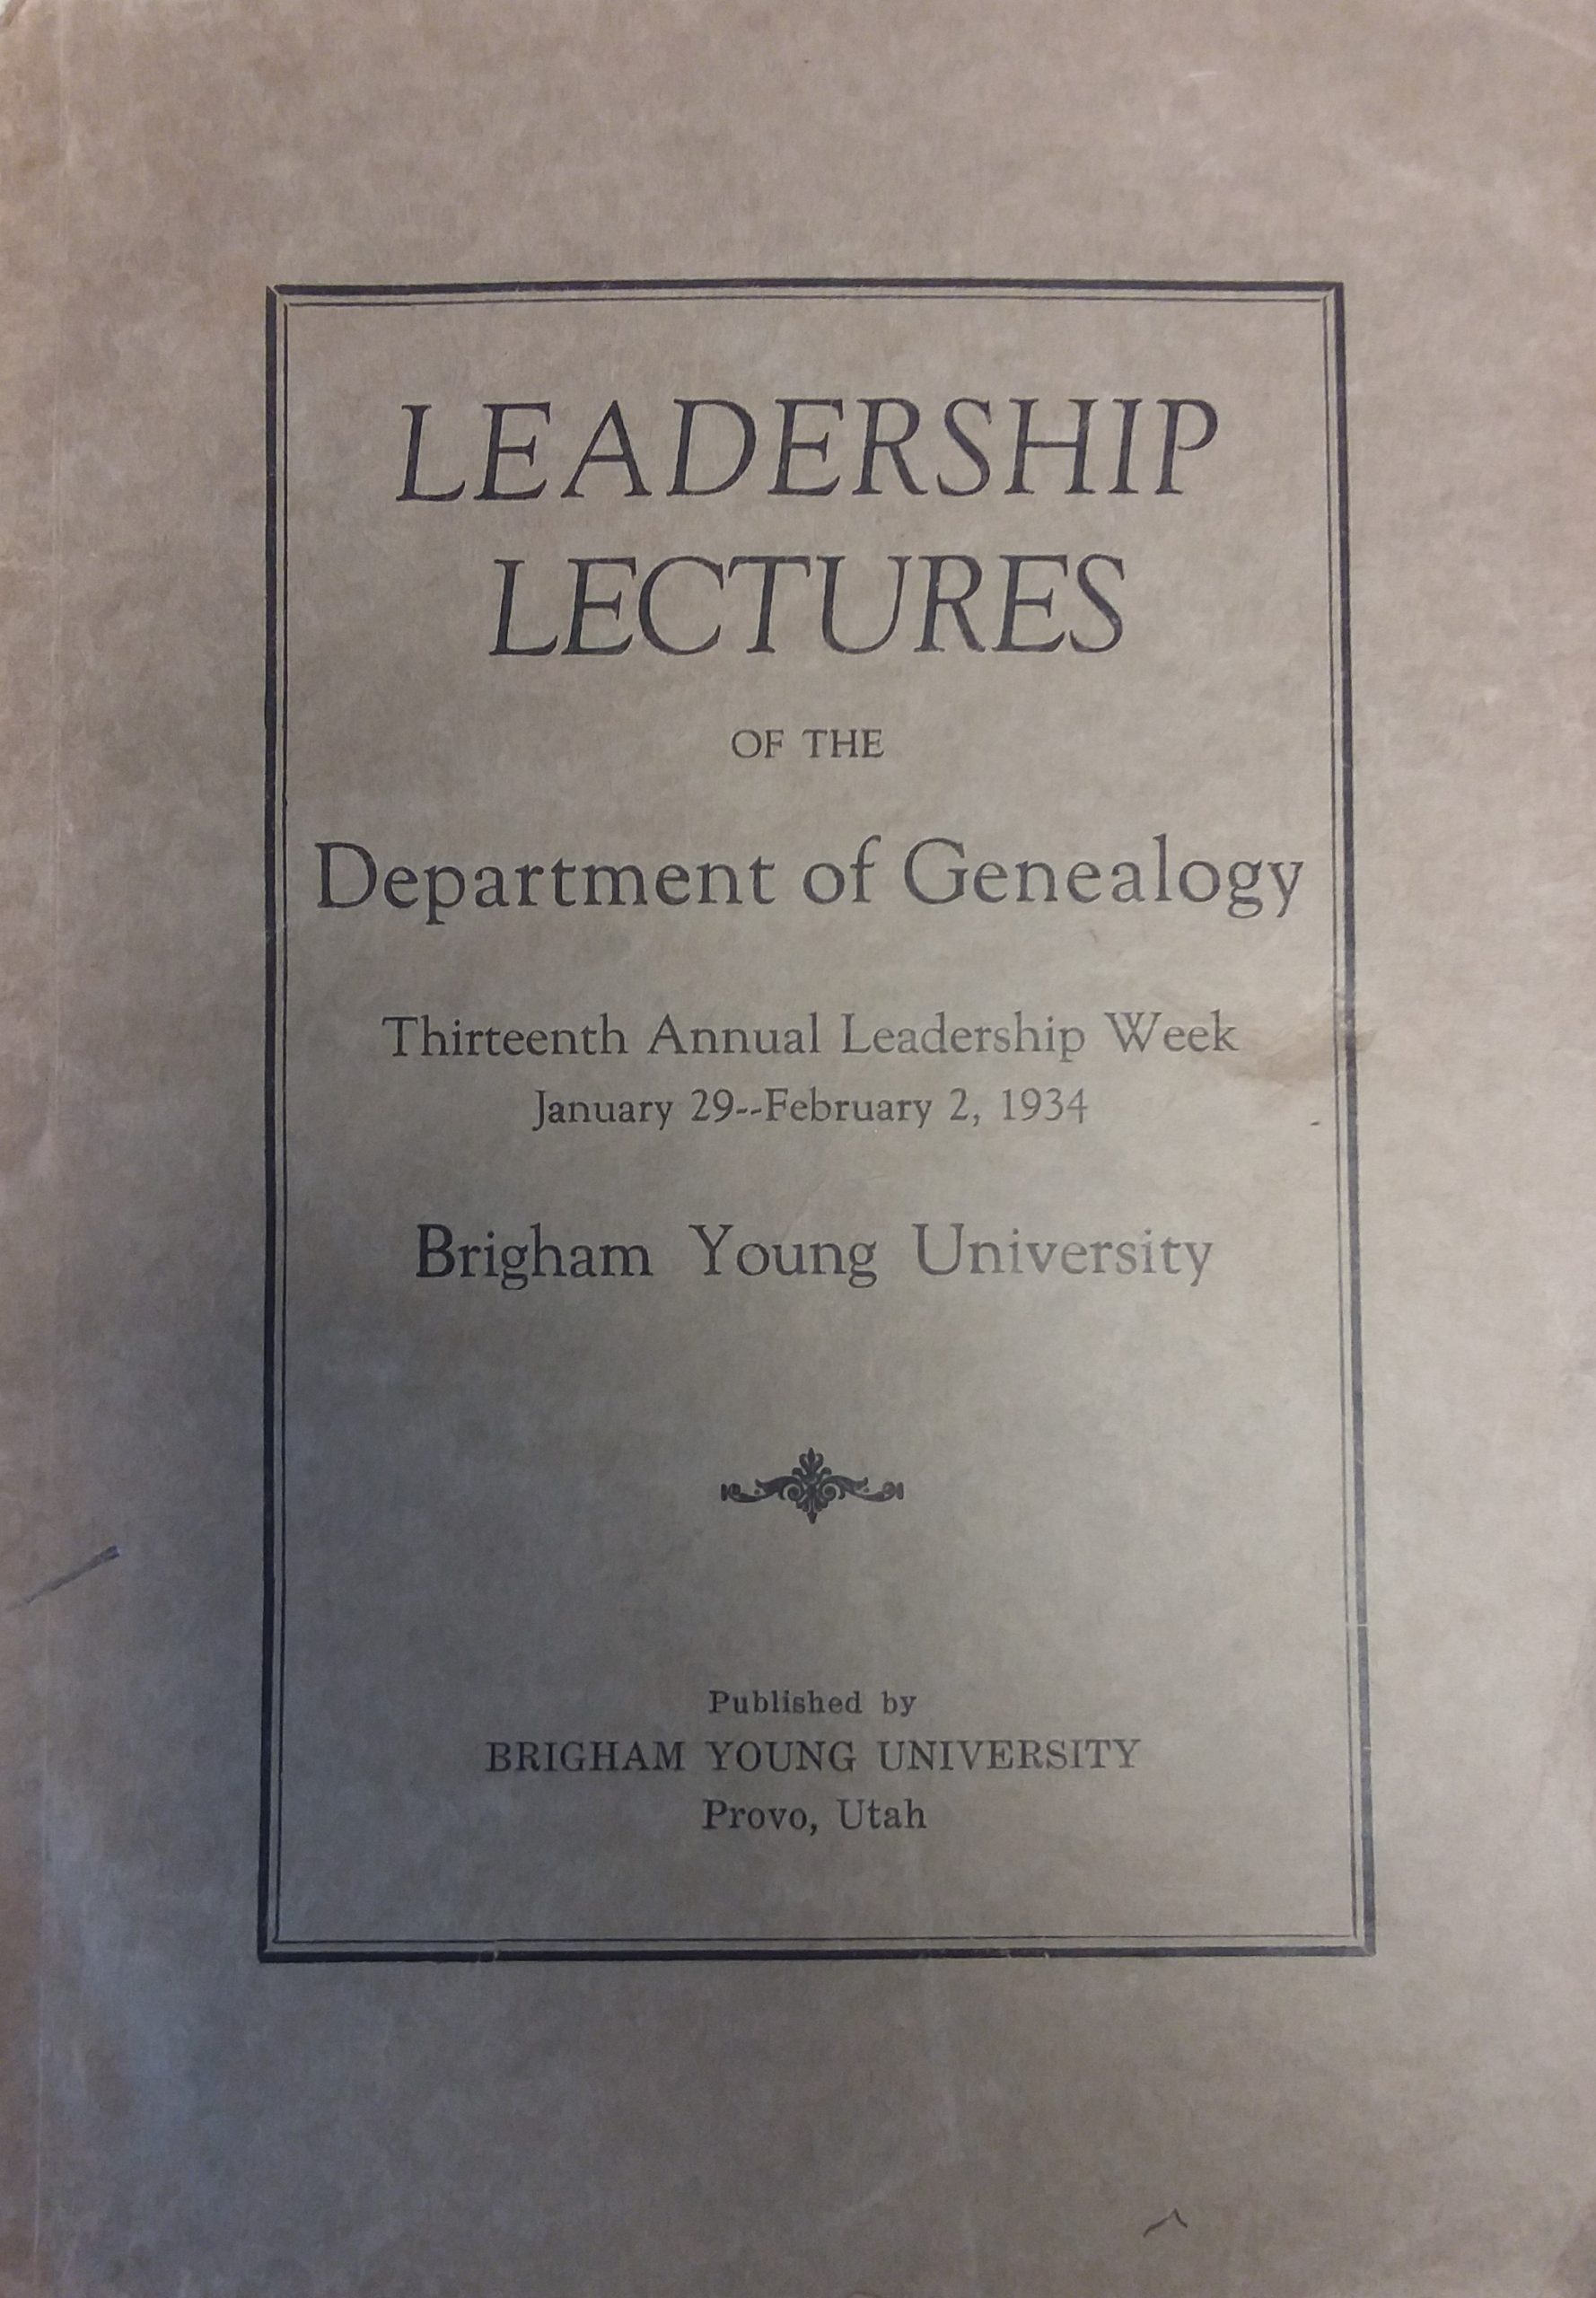 LEADERSHIP
LECTURES
OF THE
Department of Genealogy
Thirteenth Annual Leadership Week
January 29--February 2, 1934
Brigham Young University
Published by
BRIGHAM YOUNG UNIVERSITY
Provo, Utah